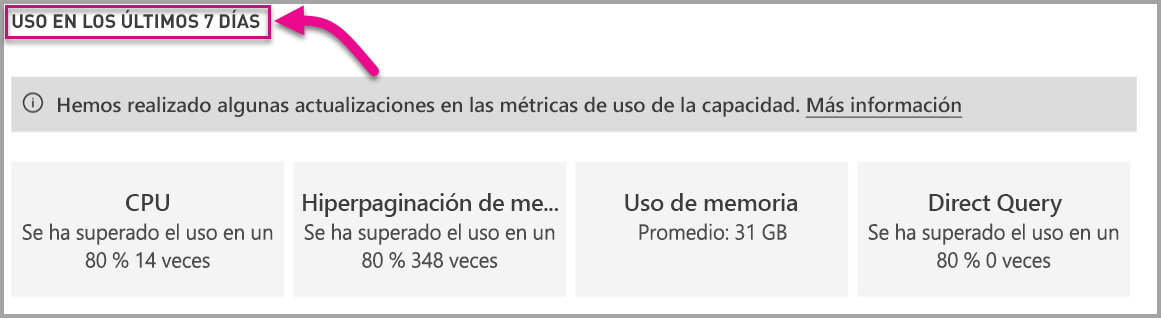 USO EN LOS ÚLTIMOS 7 DÍAS
Hemos realizado algunas actualizaciones en las métricas de uso de la capacidad. Más información
CPU
Se ha superado el uso en un
80 % 14 veces
Hiperpaginación de me...
Se ha superado el uso en un
80 % 348 veces
Uso de memoria
Promedio: 31 GB
Direct Query
Se ha superado el uso en un
80 % 0 veces